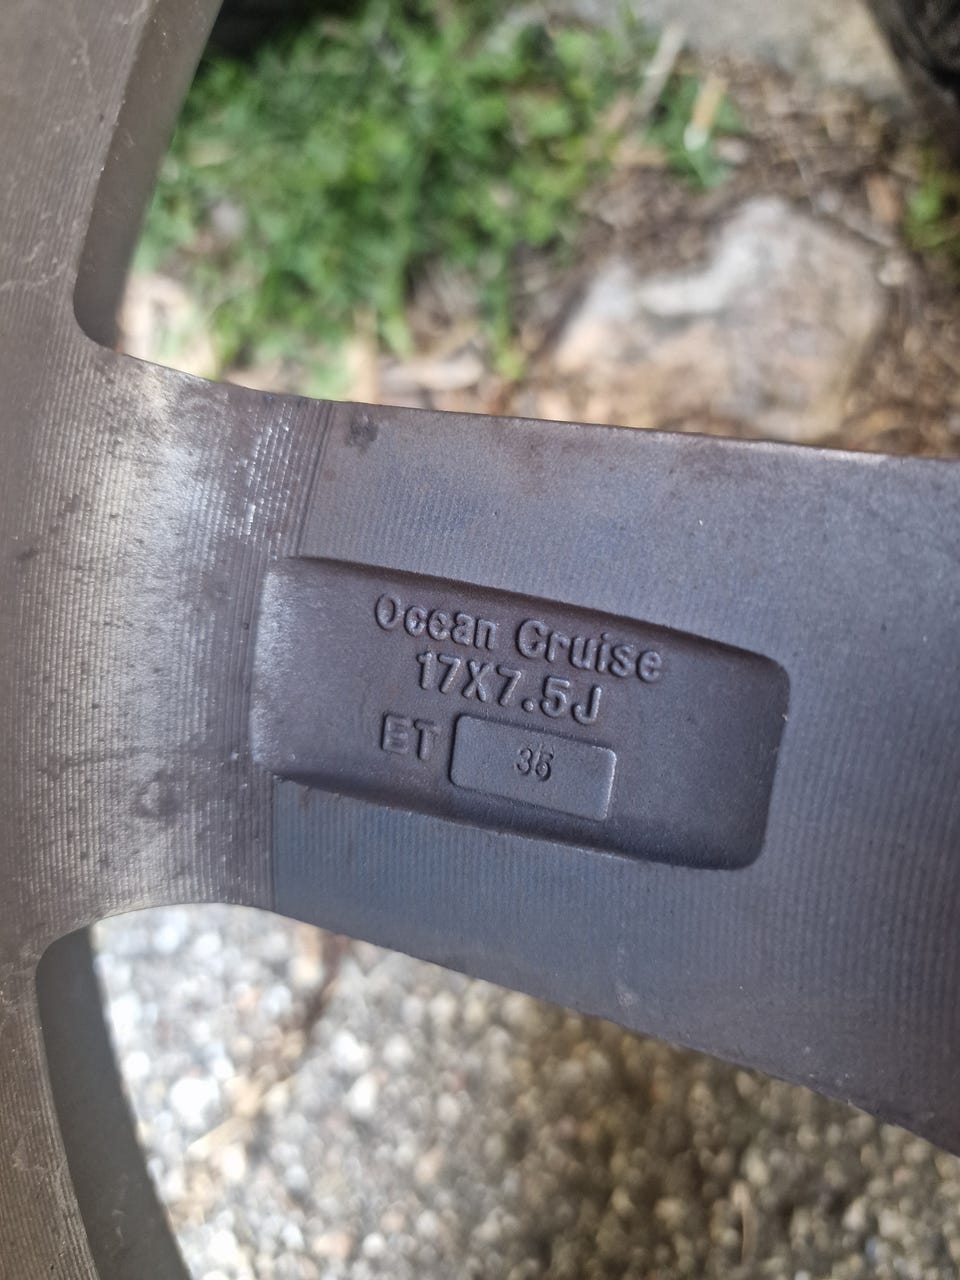 Ocean Cruise
17X7.5J
ET 35